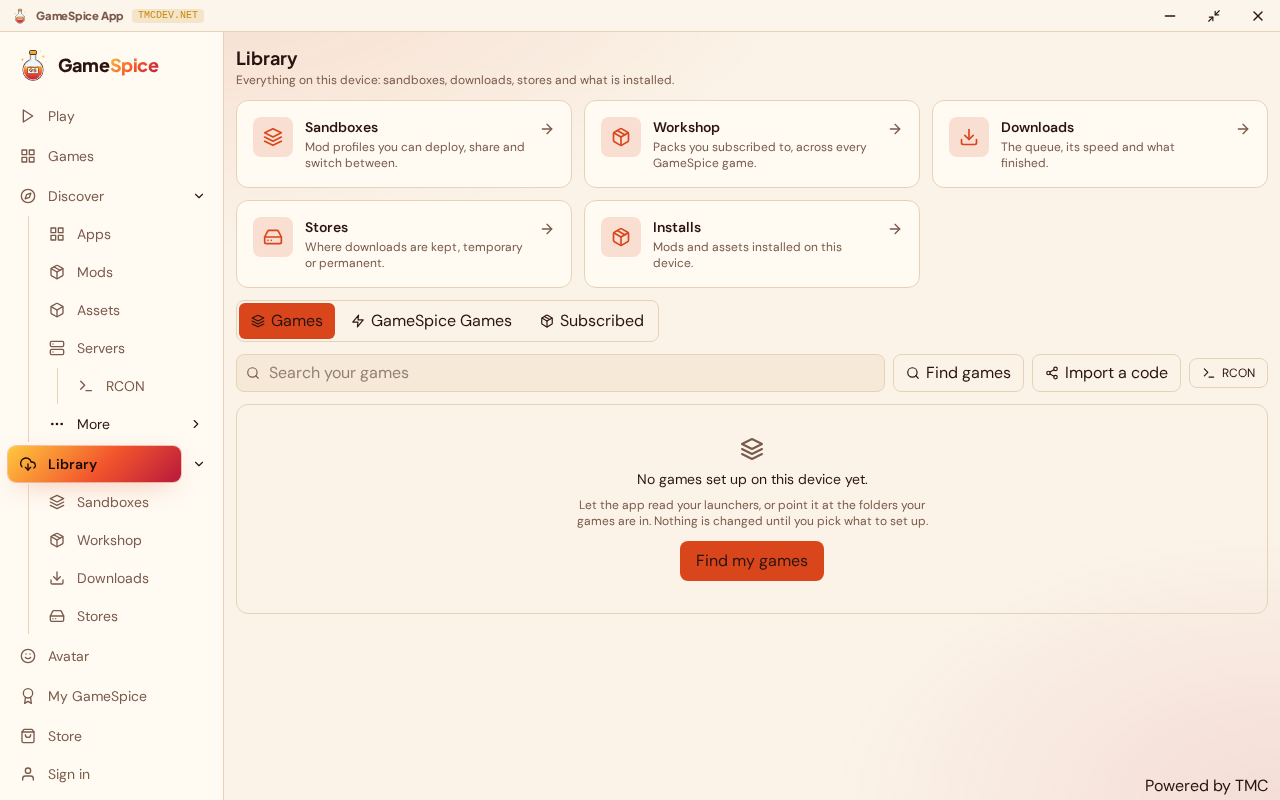 GameSpice App TMCDEV.NET
GameSpice
Play
Games
Discover
Apps
Mods
Assets
Servers
RCON
More
Library
Sandboxes
Workshop
Downloads
Stores
Avatar
My GameSpice
Store
Sign in
Library
Everything on this device: sandboxes, downloads, stores and what is installed.
Sandboxes
Mod profiles you can deploy, share and
switch between.
Workshop
Packs you subscribed to, across every
GameSpice game.
Downloads
The queue, its speed and what
finished.
Stores
Where downloads are kept, temporary
or permanent.
Installs
Mods and assets installed on this
device.
Games GameSpice Games Subscribed
Search your games Find games Import a code RCON
No games set up on this device yet.
Let the app read your launchers, or point it at the folders your
games are in. Nothing is changed until you pick what to set up.
Find my games
Powered by TMC